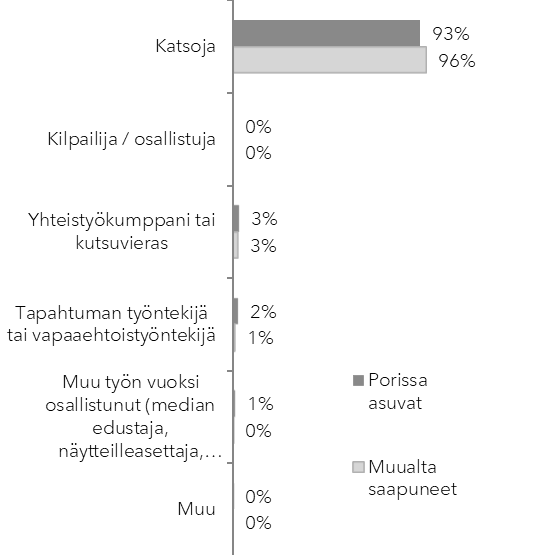 Katsoja
93%
96%
Kilpailija / osallistuja
0%
0%
Yhteistyökumppani tai
kutsuvieras
3%
3%
Tapahtuman työntekijä
tai vapaaehtoistyöntekijä
2%
1%
Muu työn vuoksi
osallistunut (median
edustaja,
näytteilleasettaja,…
1%
0%
Muu
0%
0%
Porissa
asuvat
Muualta
saapuneet